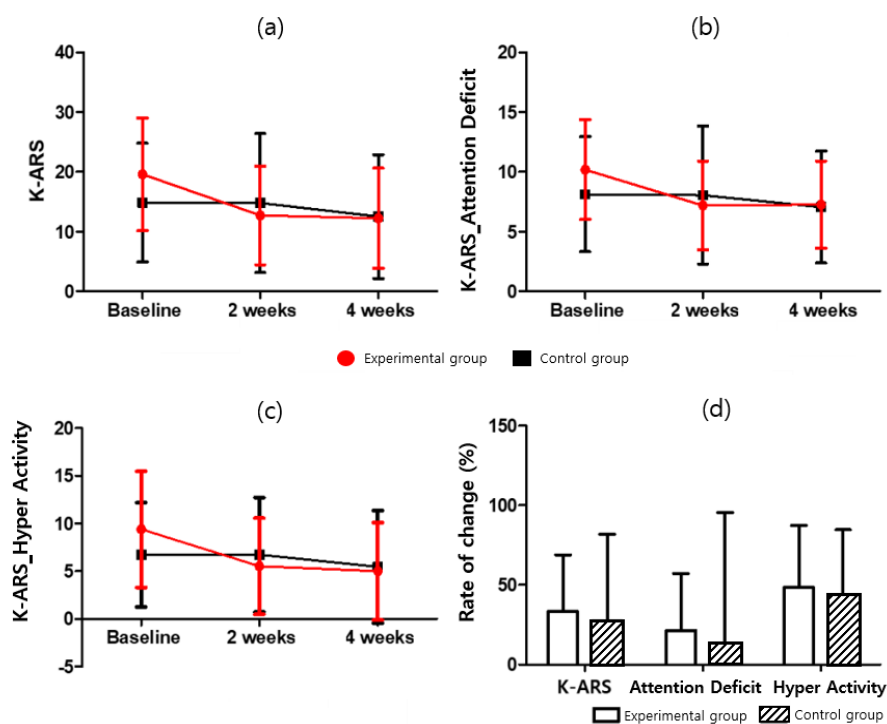 (a)
K-ARS
40
30
20
10
0
Baseline 2 weeks 4 weeks
(b)
K-ARS_Attention Deficit
20
15
10
5
0
Baseline 2 weeks 4 weeks
Experimental group Control group
(c)
K-ARS_Hyper Activity
20
15
10
5
0
-5
Baseline 2 weeks 4 weeks
(d)
Rate of change (%)
150
100
50
0
K-ARS Attention Deficit Hyper Activity
Experimental group Control group